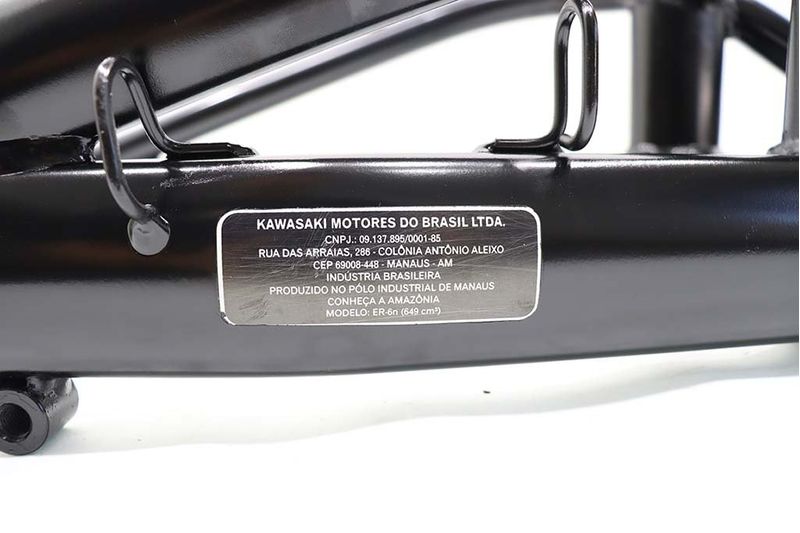 KAWASAKI MOTORES DO BRASIL LTDA.
CNPJ.: 09.137.895/0001-85
RUA DAS ARRAIAS, 286 - COLÔNIA ANTÔNIO ALEIXO
CEP 69008-448 - MANAUS - AM
INDÚSTRIA BRASILEIRA
PRODUZIDO NO PÓLO INDUSTRIAL DE MANAUS
CONHEÇA A AMAZÔNIA
MODELO: ER-6n (649 cm³)